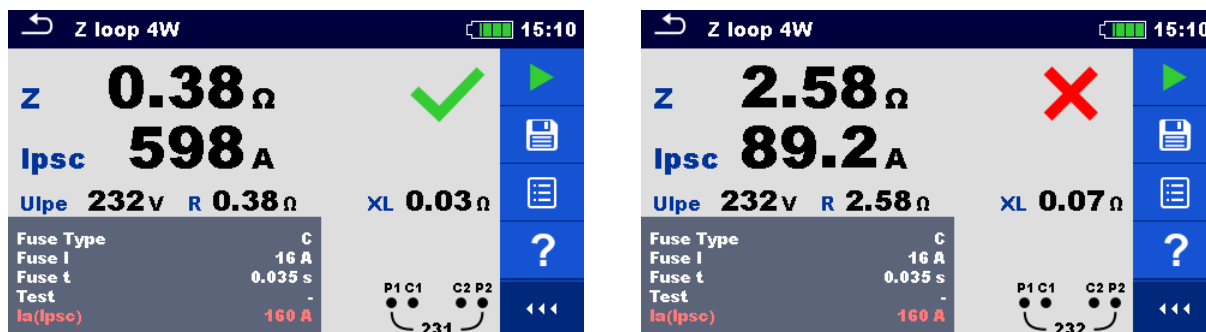 Z loop 4W 15:10
Z 0.38 Ω
Ipsc 598 A
Ulpe 232 V R 0.38 Ω XL 0.03 Ω
Fuse Type C
Fuse I 16 A
Fuse t 0.035 s
Test -
Ia(Ipsc) 160 A
P1 C1 C2 P2
231
?
Z loop 4W 15:10
Z 2.58 Ω
Ipsc 89.2 A
Ulpe 232 V R 2.58 Ω XL 0.07 Ω
Fuse Type C
Fuse I 16 A
Fuse t 0.035 s
Test -
Ia(Ipsc) 160 A
P1 C1 C2 P2
232
?